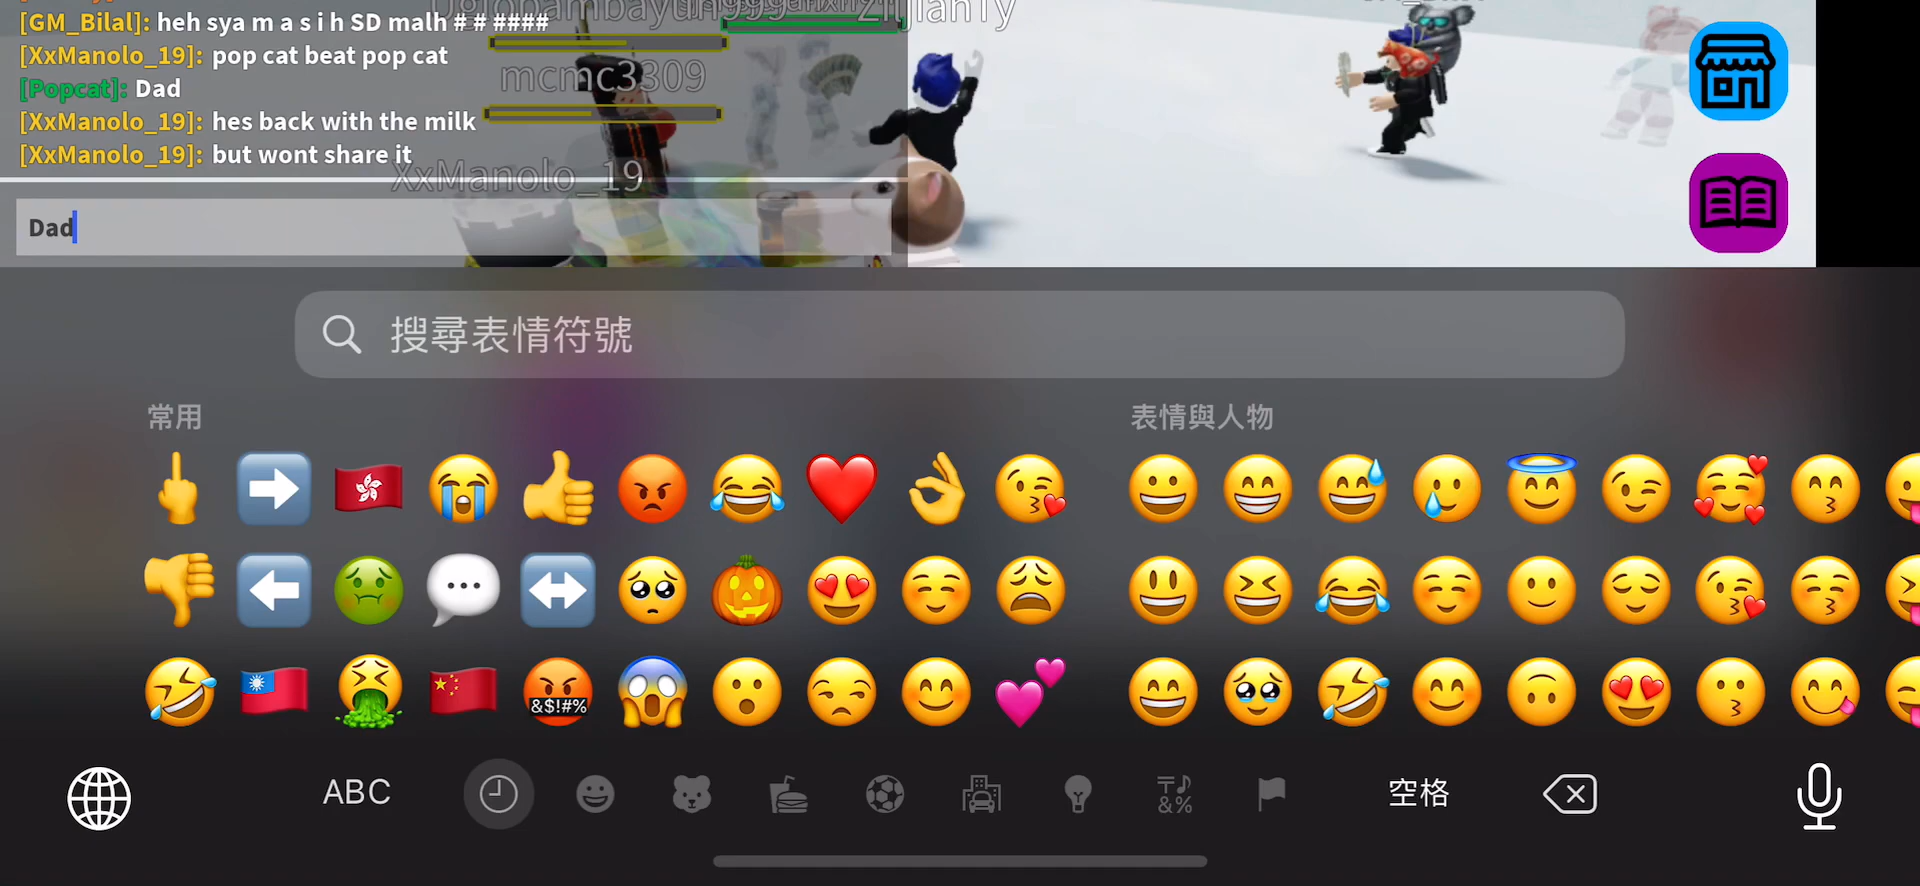 [GM_Bilal]: heh sya m a s i h SD malh # # ####
[XxManolo_19]: pop cat beat pop cat
[Popcat]: Dad
[XxManolo_19]: hes back with the milk
[XxManolo_19]: but wont share it
mcmc3309
XxManolo_19
Dad
搜尋表情符號
常用 表情與人物
&$!#%
ABC 空格